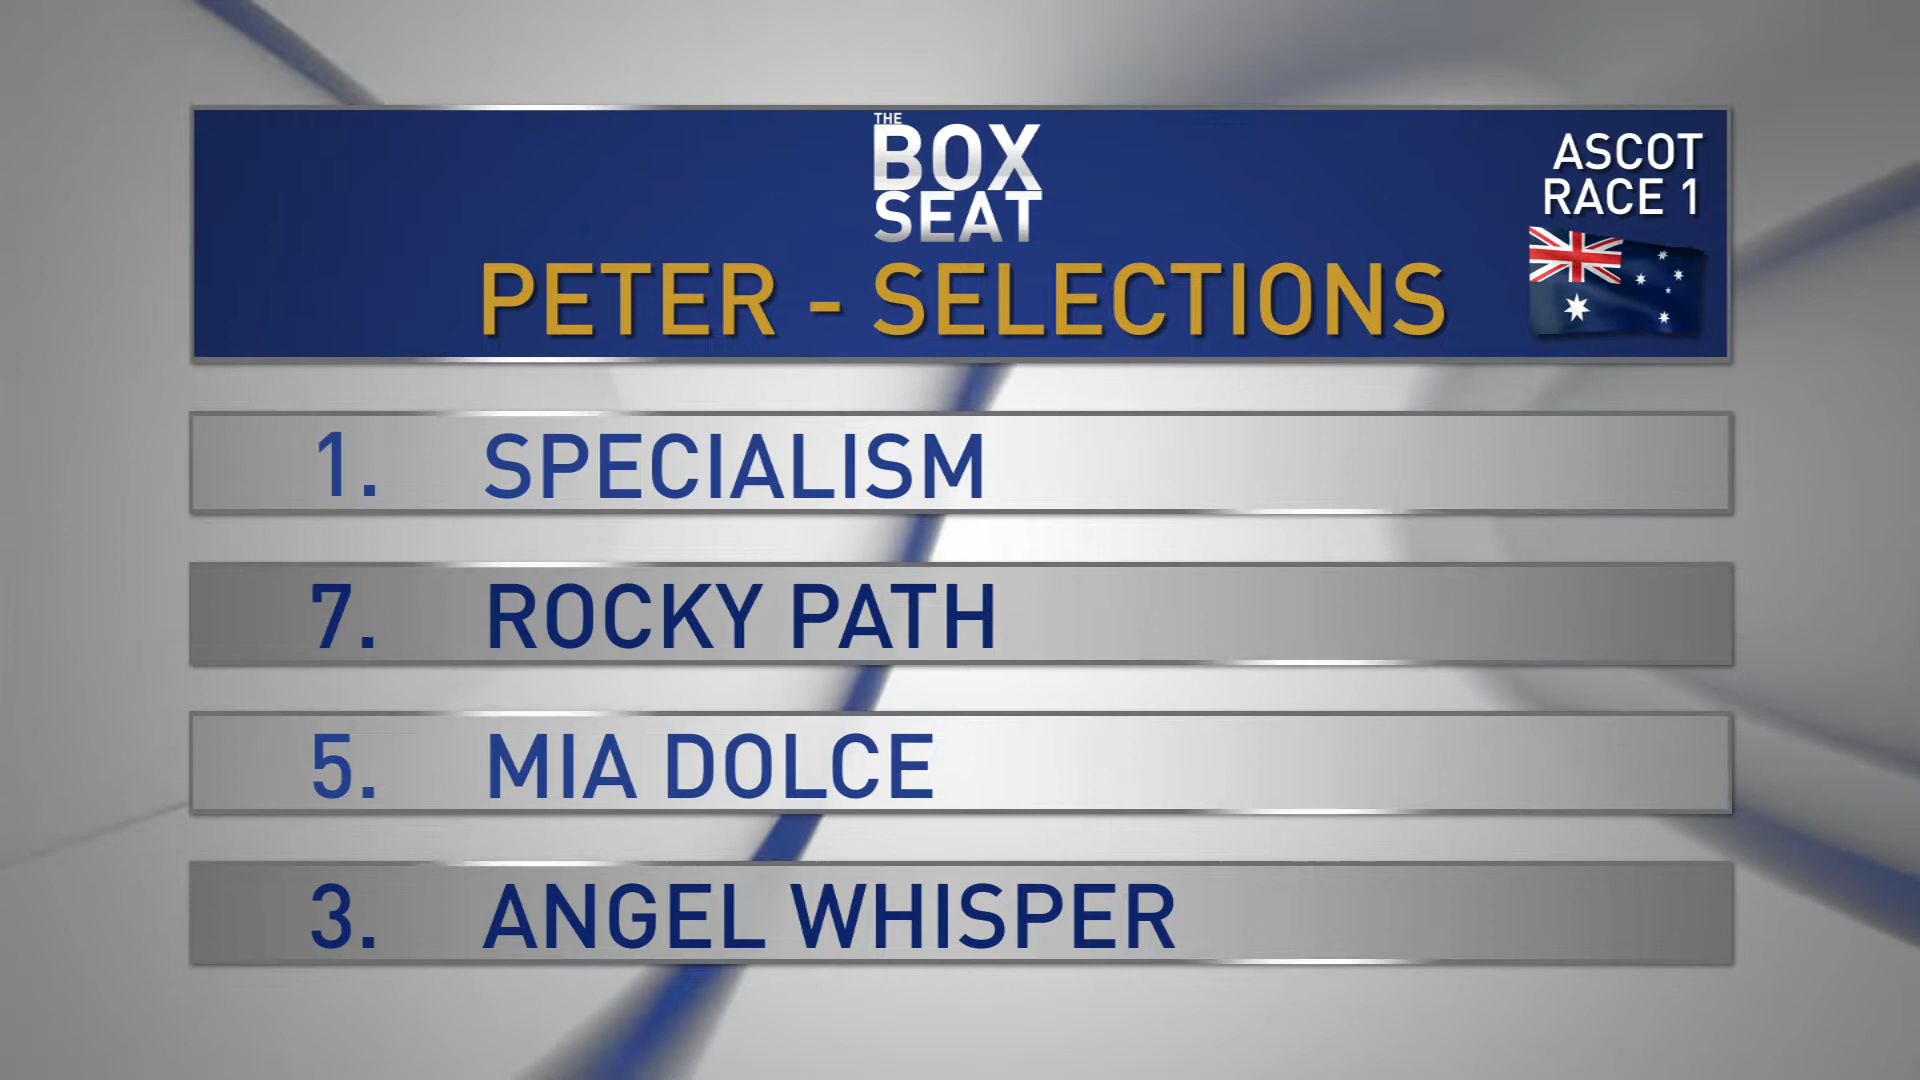 THE
BOX
SEAT
ASCOT
RACE 1
PETER - SELECTIONS
1. SPECIALISM
7. ROCKY PATH
5. MIA DOLCE
3. ANGEL WHISPER